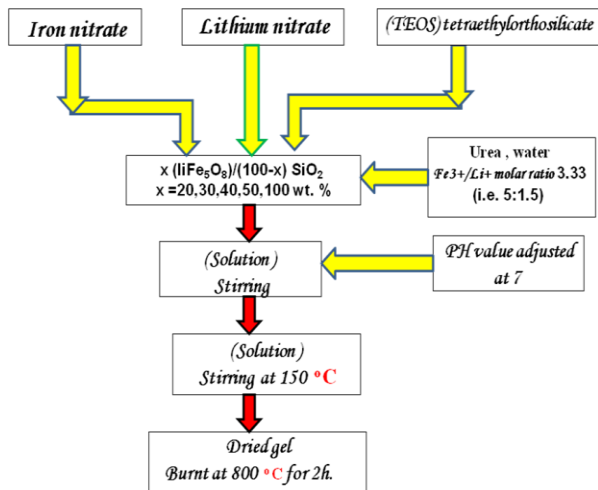 Iron nitrate
Lithium nitrate
(TEOS) tetraethylorthosilicate
x (liFe₅O₈)/(100-x) SiO₂
x =20,30,40,50,100 wt. %
Urea , water
Fe3+/Li+ molar ratio 3.33
(i.e. 5:1.5)
(Solution)
Stirring
PH value adjusted
at 7
(Solution)
Stirring at 150 °C
Dried gel
Burnt at 800 °C for 2h.